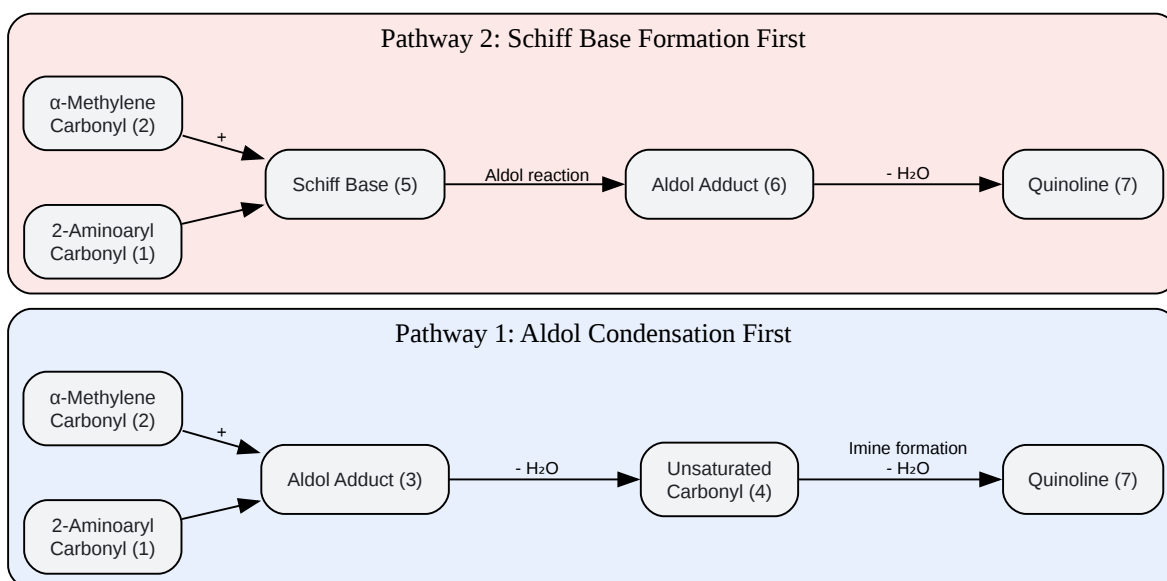 Pathway 2: Schiff Base Formation First
α-Methylene
Carbonyl (2)
+
2-Aminoaryl
Carbonyl (1)
Schiff Base (5)
Aldol reaction
Aldol Adduct (6)
- H₂O
Quinoline (7)
Pathway 1: Aldol Condensation First
α-Methylene
Carbonyl (2)
+
2-Aminoaryl
Carbonyl (1)
Aldol Adduct (3)
- H₂O
Unsaturated
Carbonyl (4)
Imine formation
- H₂O
Quinoline (7)